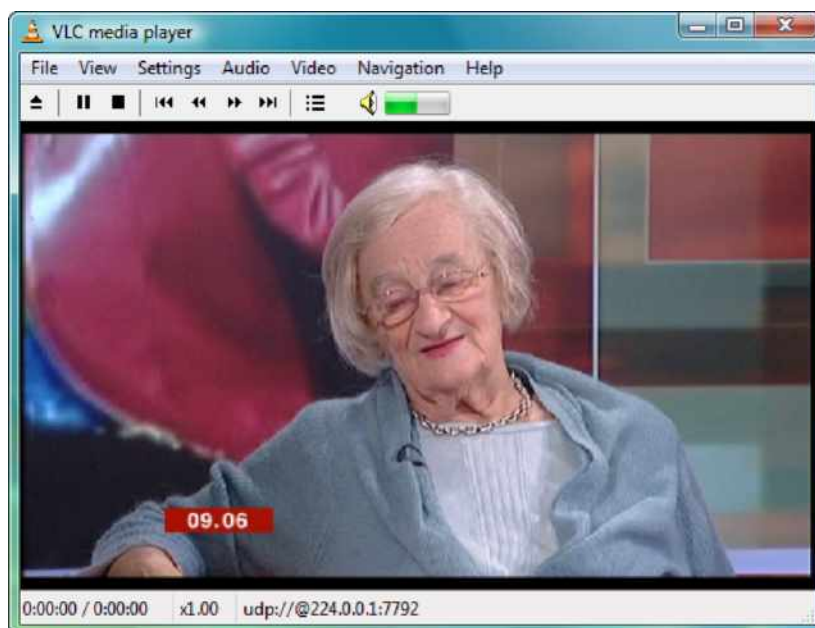 VLC media player
File View Settings Audio Video Navigation Help
09.06
0:00:00 / 0:00:00 x1.00 udp://@224.0.0.1:7792